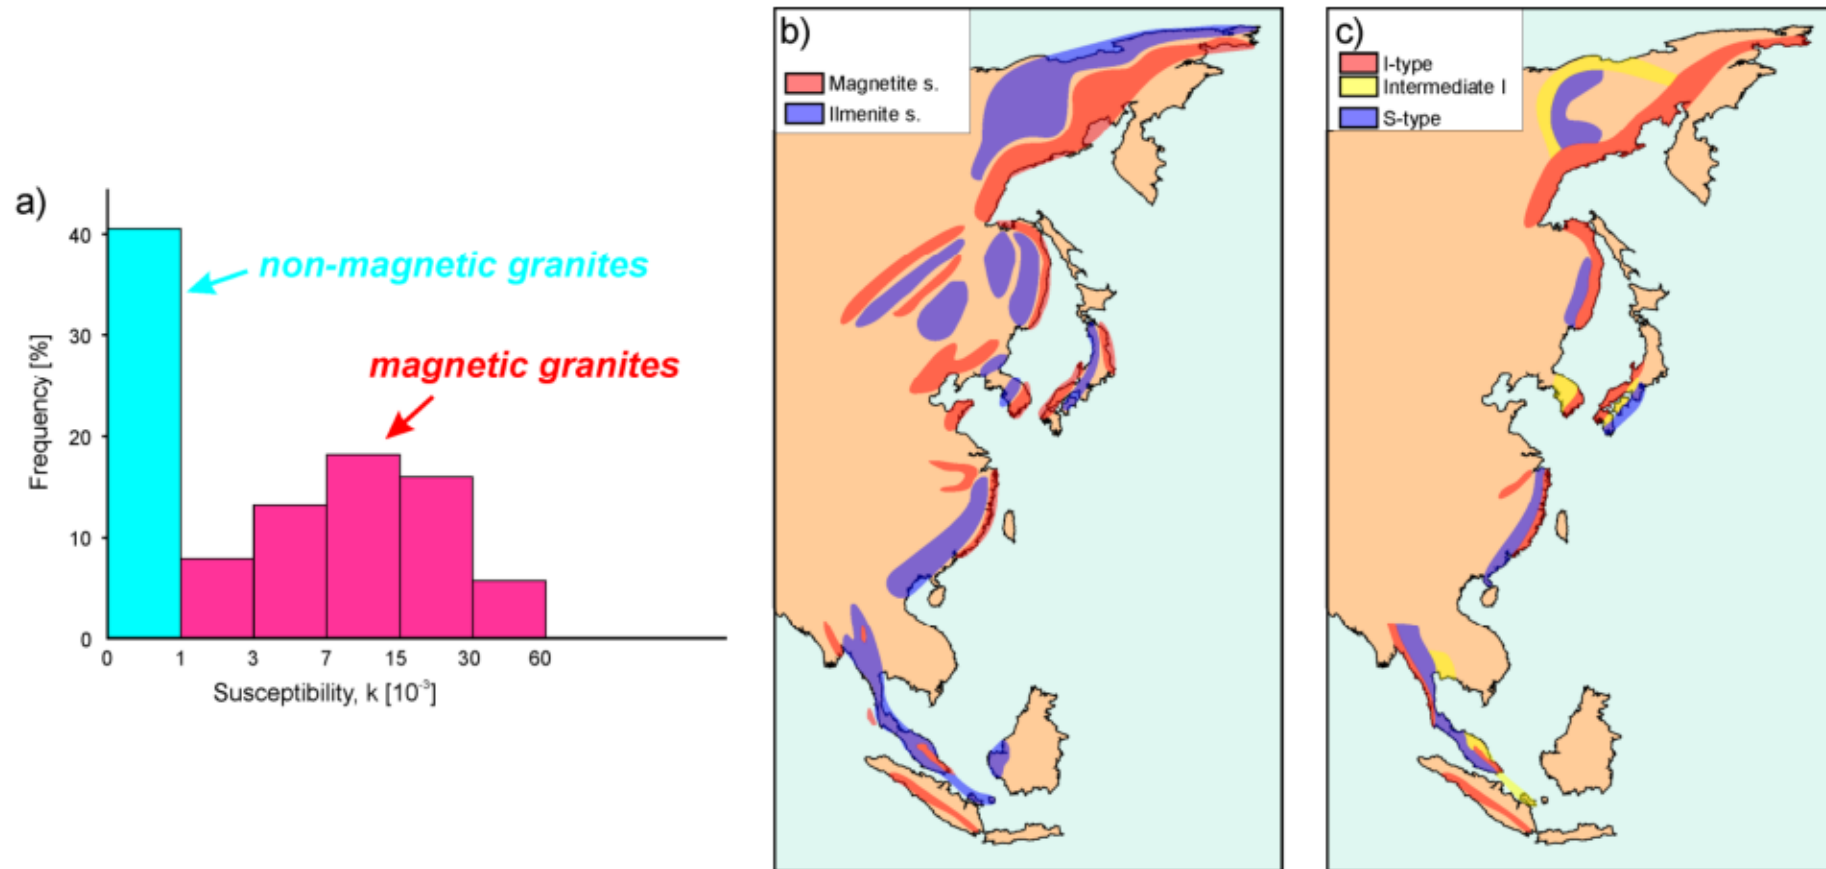 a)
Frequency [%]
40
30
20
10
0
non-magnetic granites
magnetic granites
0 1 3 7 15 30 60
Susceptibility, k [10⁻³]
b)
Magnetite s.
Ilmenite s.
c)
I-type
Intermediate I
S-type